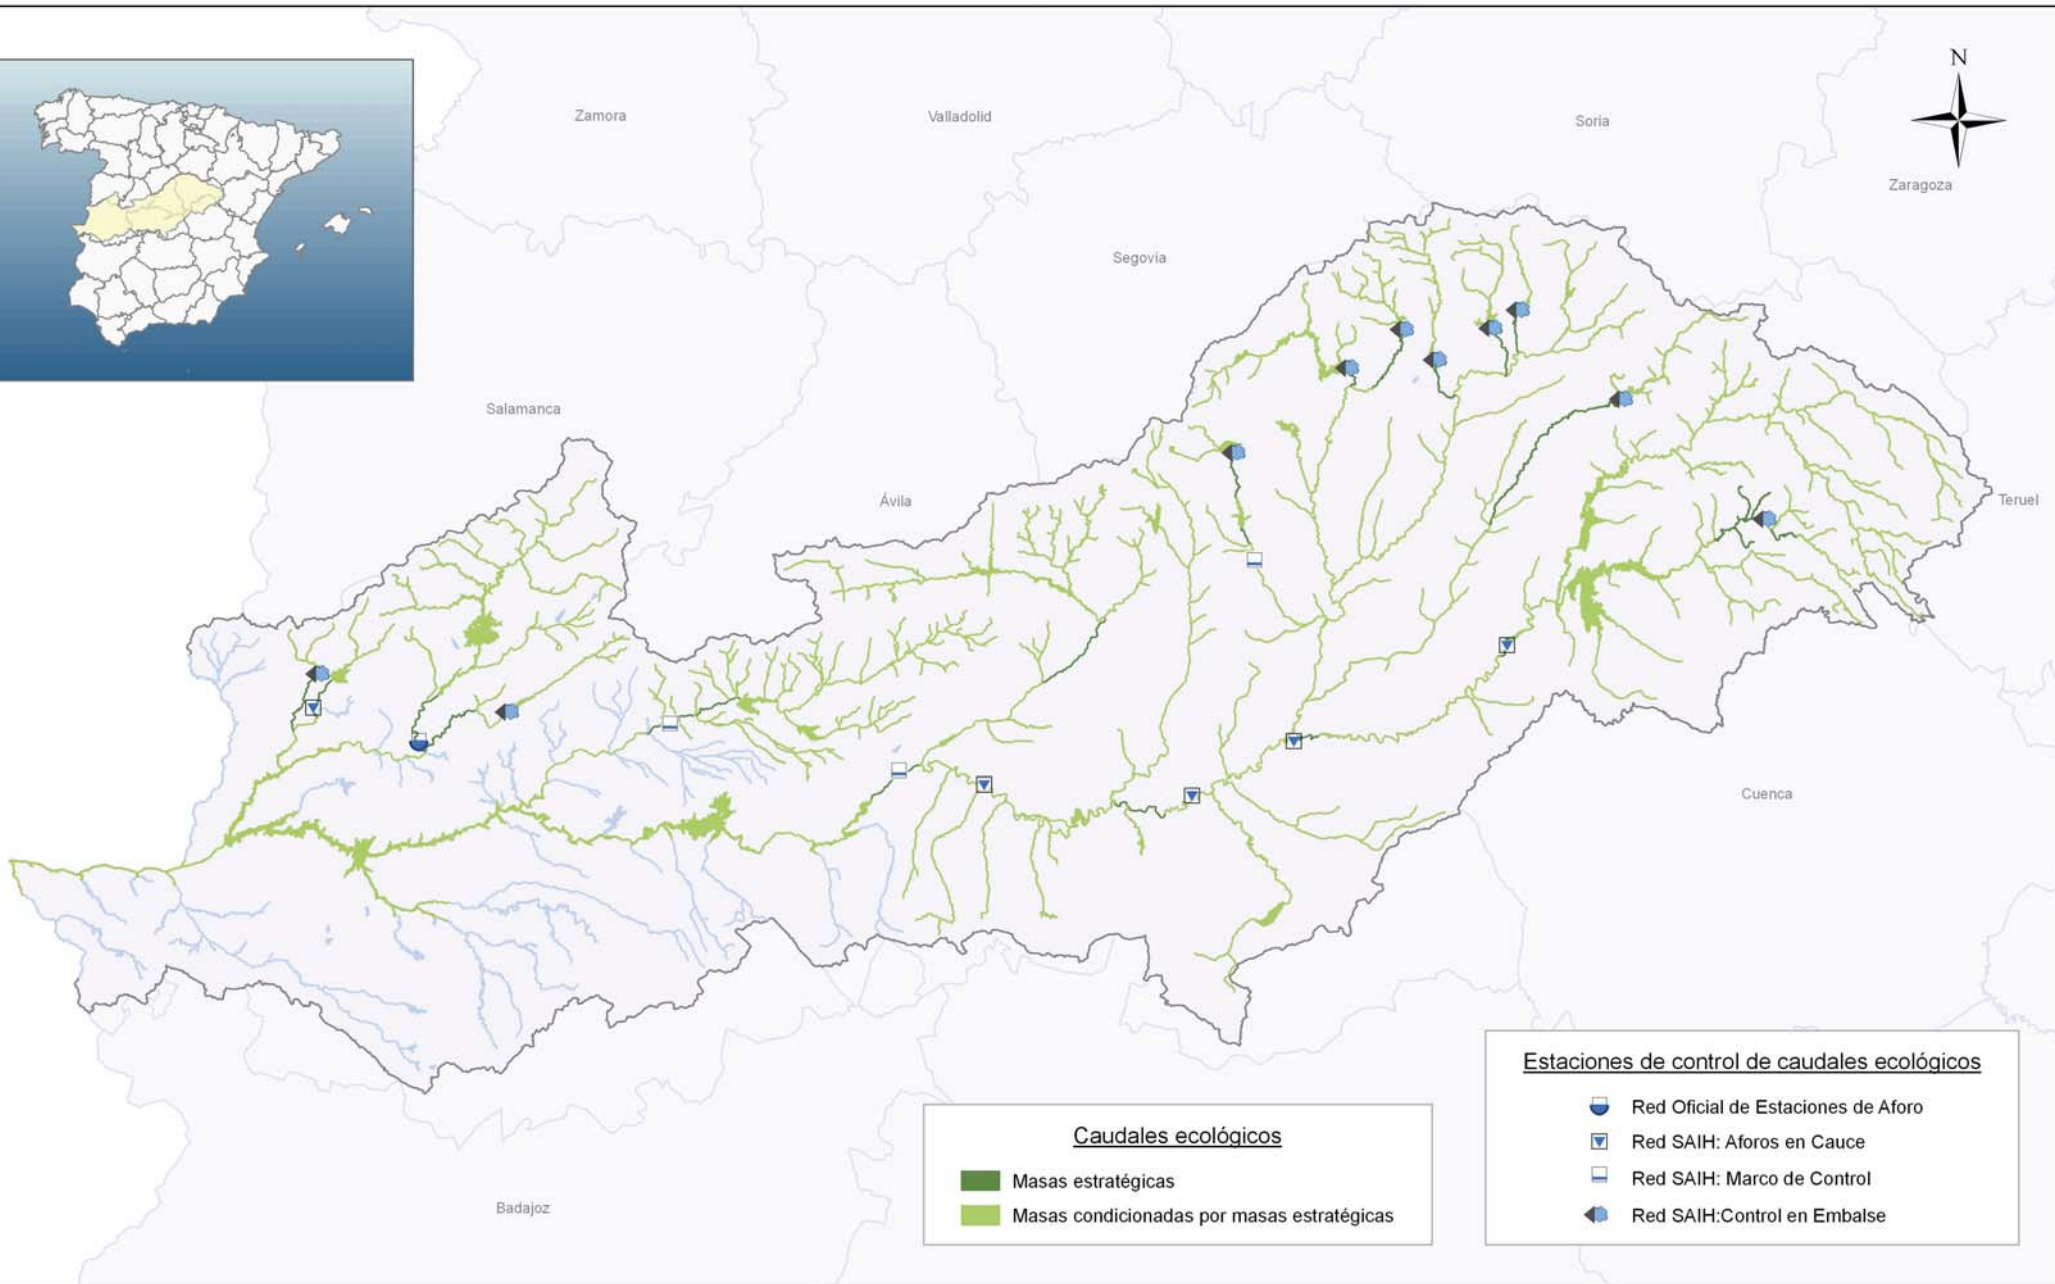 N
Zamora
Valladolid
Soria
Zaragoza
Segovia
Salamanca
Ávila
Teruel
Cuenca
Badajoz
Caudales ecológicos
Masas estratégicas
Masas condicionadas por masas estratégicas
Estaciones de control de caudales ecológicos
Red Oficial de Estaciones de Aforo
Red SAIH: Aforos en Cauce
Red SAIH: Marco de Control
Red SAIH:Control en Embalse